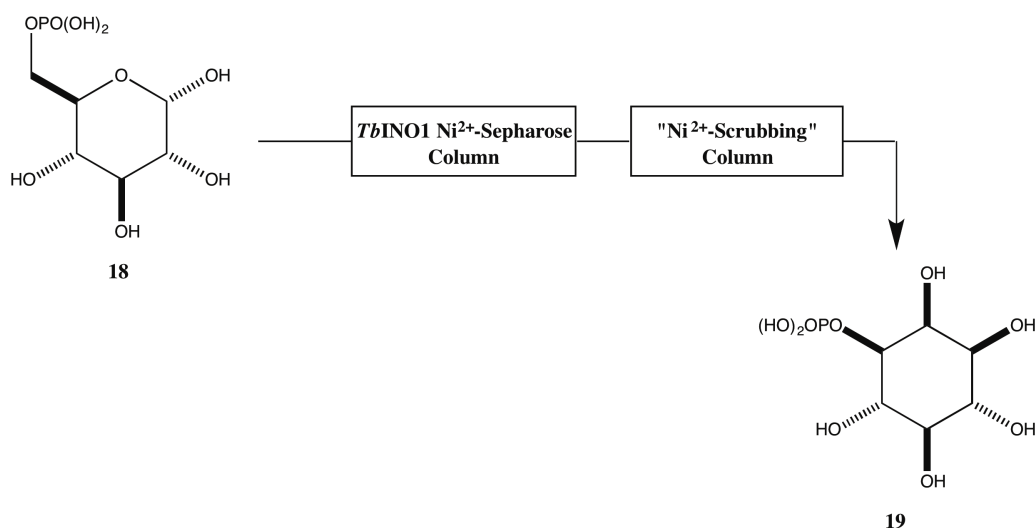 OPO(OH)₂
O
OH
HO
OH
OH
18
TbINO1 Ni²⁺-Sepharose
Column
"Ni²⁺-Scrubbing"
Column
OH
(HO)₂OPO
OH
HO
OH
OH
19